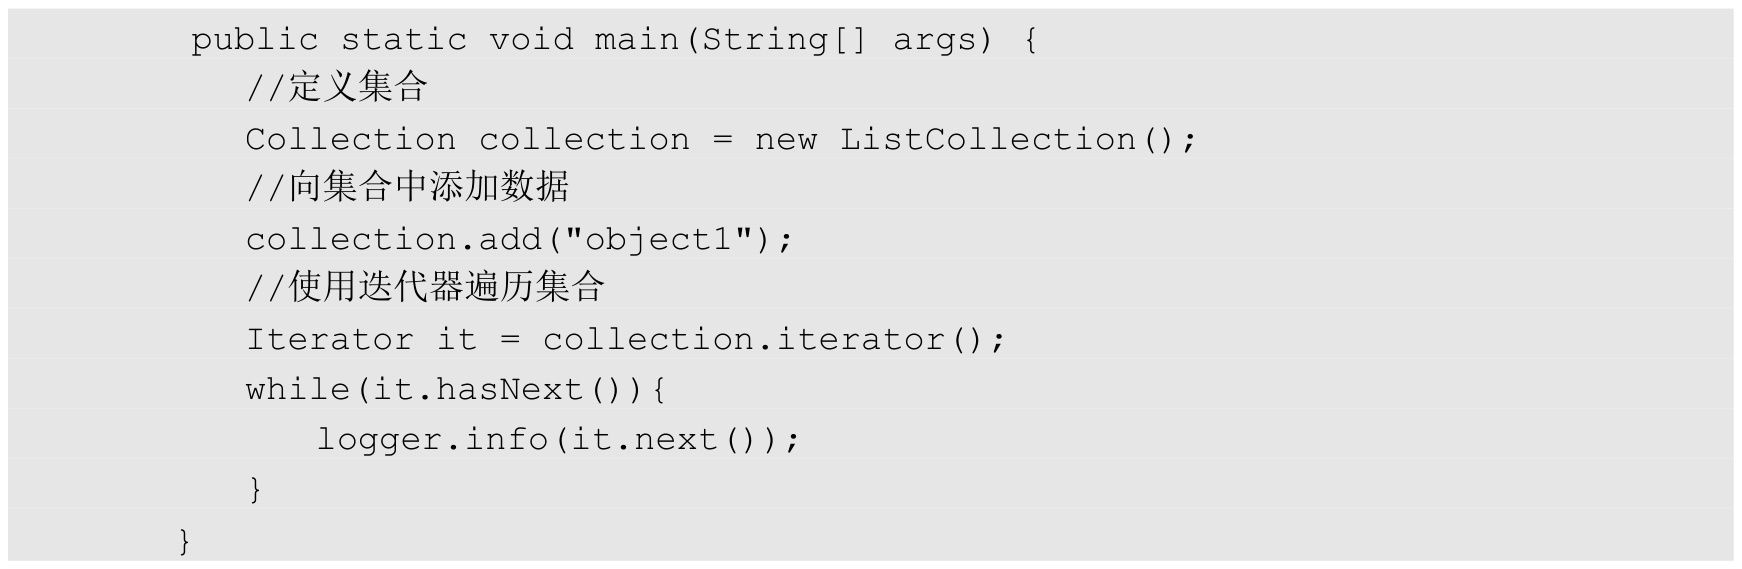 public static void main(String[] args) {
//定义集合
Collection collection = new ListCollection();
//向集合中添加数据
collection.add("object1");
//使用迭代器遍历集合
Iterator it = collection.iterator();
while(it.hasNext()){
logger.info(it.next());
}
}